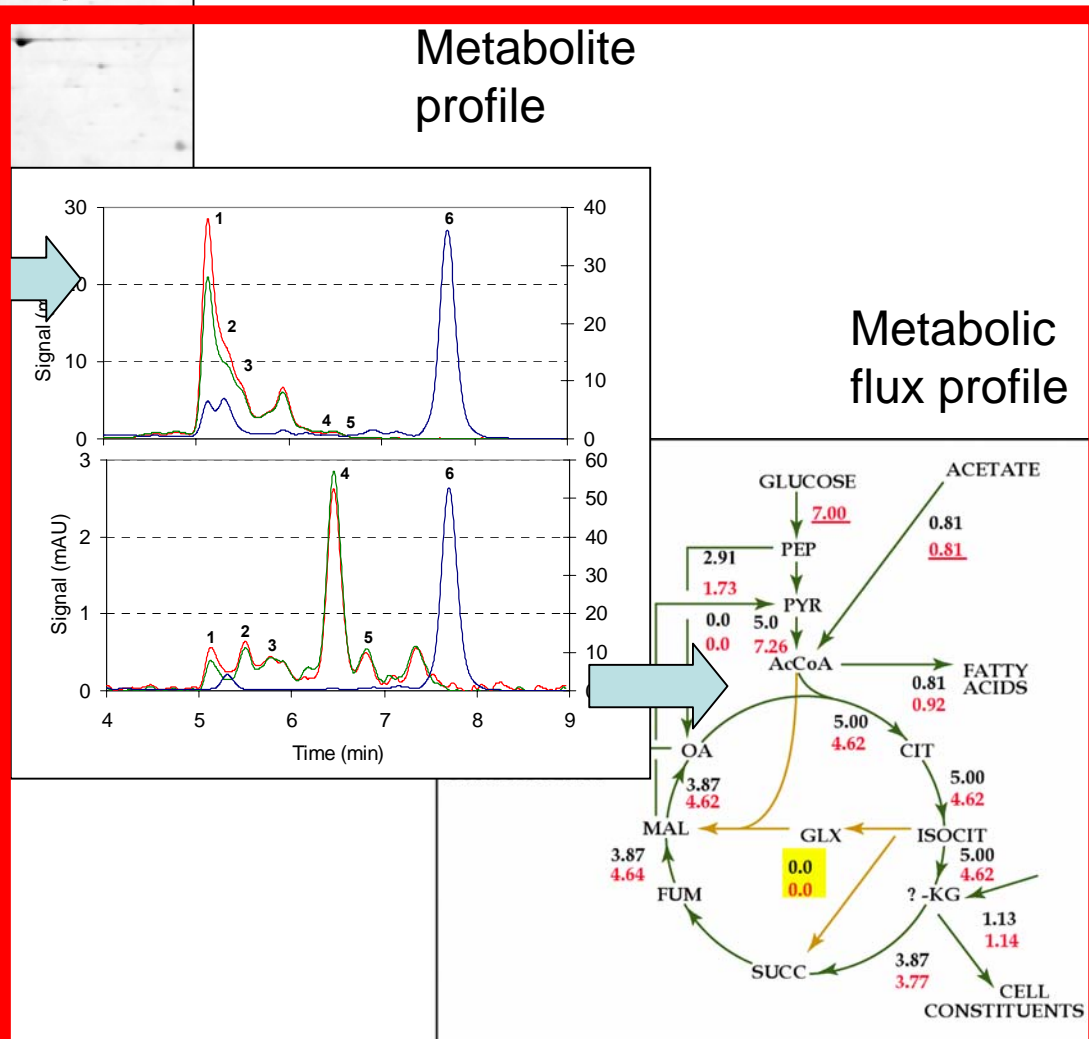 Metabolite
profile
30
20
10
0
Signal (m
40
30
20
10
0
1
2
3
4
5
6
3
2
1
0
Signal (mAU)
60
50
40
30
20
10
1
2
3
4
5
6
4
5
6
7
8
9
Time (min)
Metabolic
flux profile
GLUCOSE
ACETATE
7.00
0.81
0.81
PEP
2.91
1.73
PYR
0.0
0.0
5.0
7.26
AcCoA
FATTY
ACIDS
0.81
0.92
5.00
4.62
OA
CIT
3.87
4.62
5.00
4.62
MAL
GLX
ISOCIT
3.87
4.64
0.0
0.0
5.00
4.62
FUM
? -KG
1.13
1.14
SUCC
3.87
3.77
CELL
CONSTITUENTS